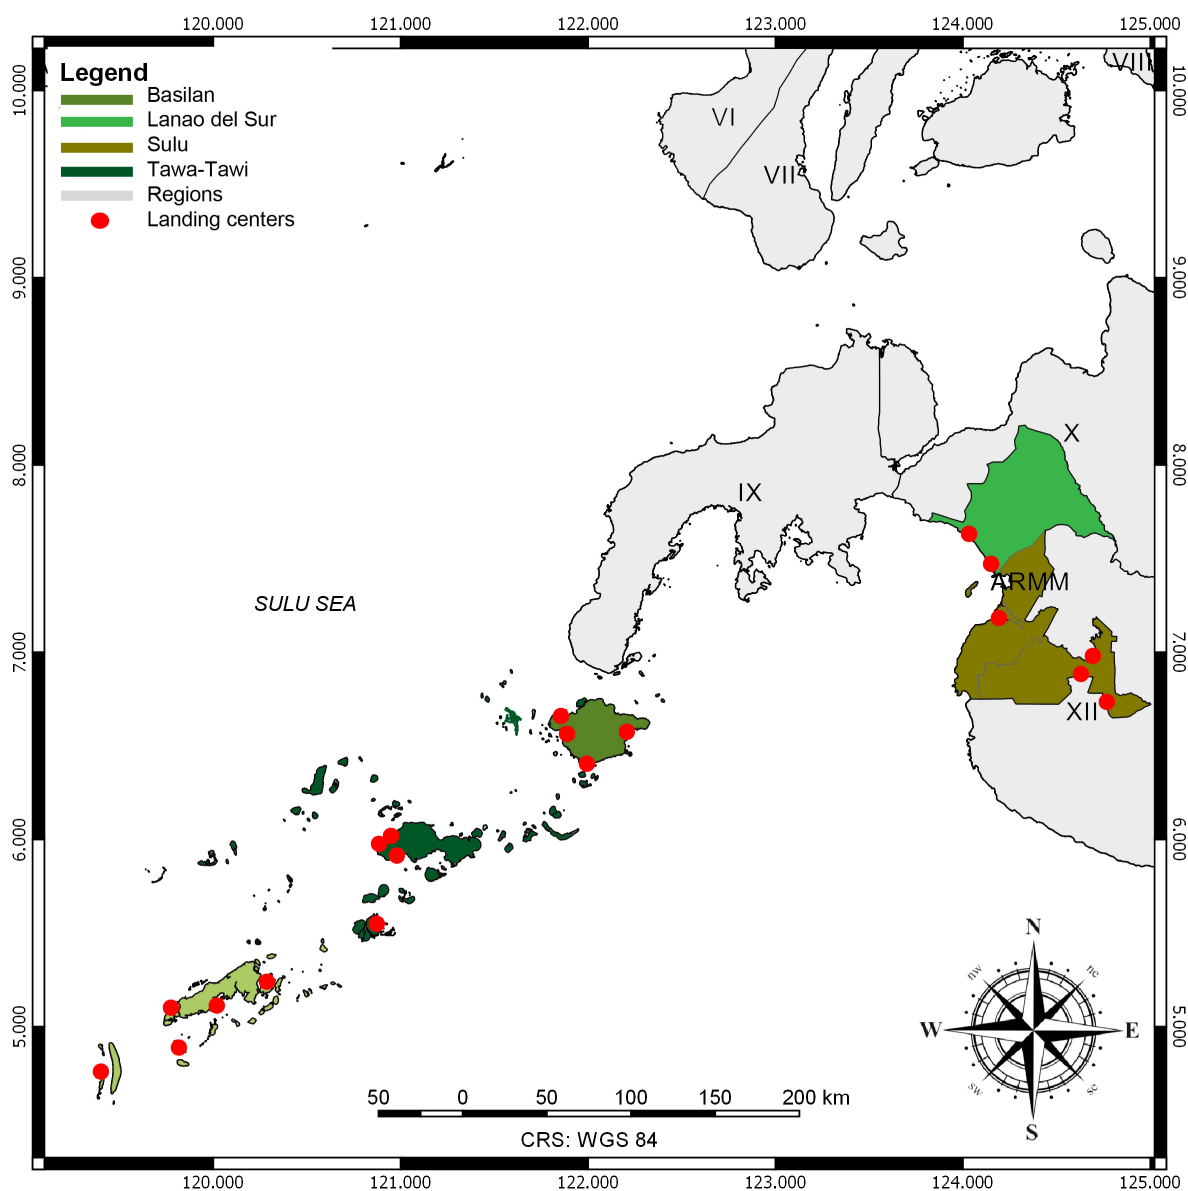 120.000 121.000 122.000 123.000 124.000 125.000
10.000
9.000
8.000
7.000
6.000
5.000
Legend
Basilan
Lanao del Sur
Sulu
Tawa-Tawi
Regions
Landing centers
VI
VII
VIII
IX
X
ARMM
XII
SULU SEA
10.000
9.000
8.000
7.000
6.000
5.000
N
nw
ne
W
E
sw
se
S
50 0 50 100 150 200 km
CRS: WGS 84
120.000 121.000 122.000 123.000 124.000 125.000